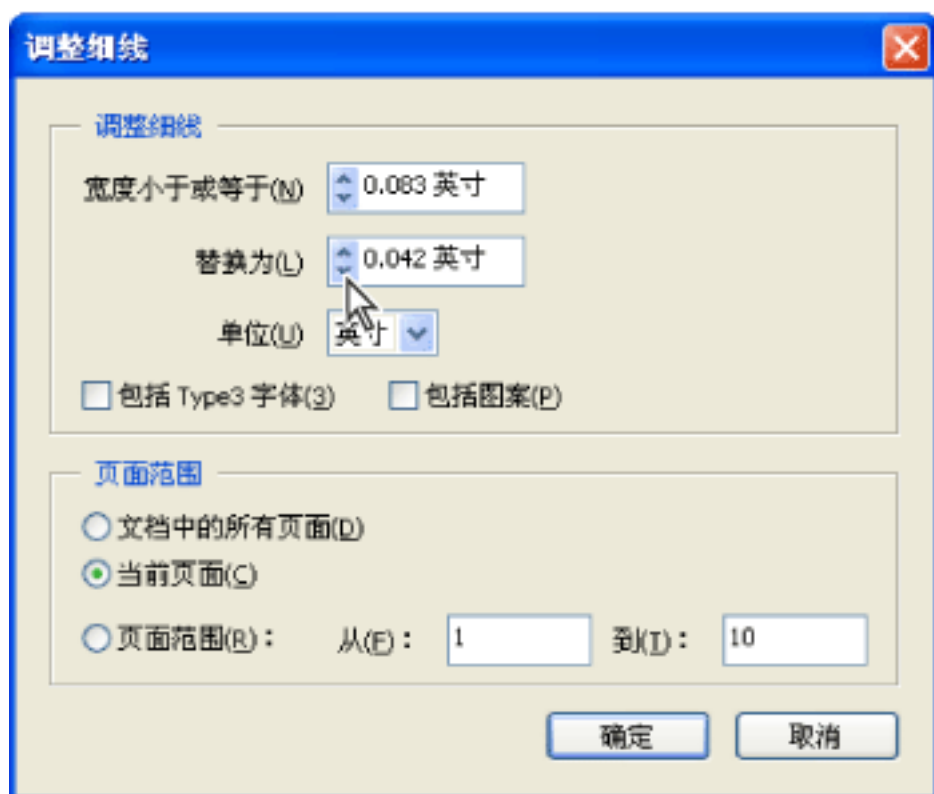 调整细线
调整细线
宽度小于或等于(N) 0.083 英寸
替换为(L) 0.042 英寸
单位(U) 英寸
包括 Type3 字体(3) 包括图案(P)
页面范围
文档中的所有页面(D)
当前页面(C)
页面范围(R)： 从(F)： 1 到(T)： 10
确定 取消